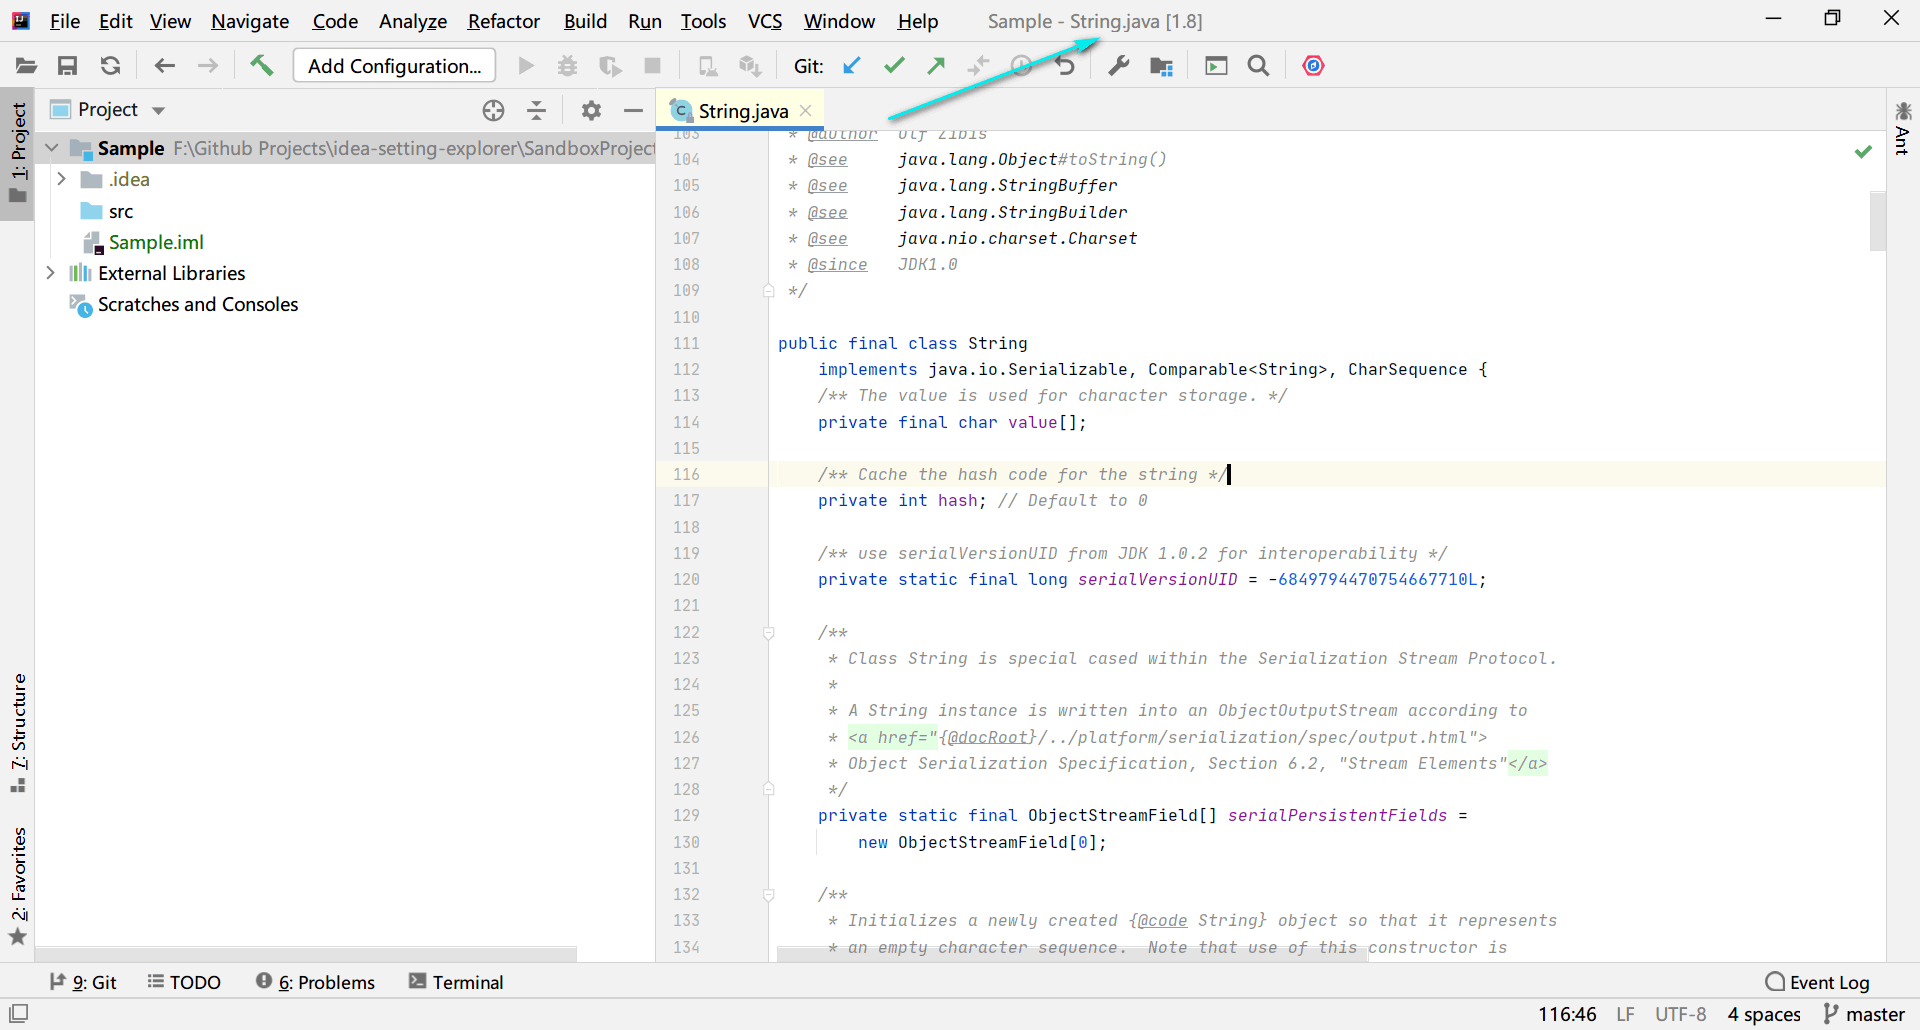 File Edit View Navigate Code Analyze Refactor Build Run Tools VCS Window Help Sample - String.java [1.8]
Add Configuration... Git:
1: Project
7: Structure
2: Favorites
Project
Sample F:\Github Projects\idea-setting-explorer\SandboxProject
.idea
src
Sample.iml
External Libraries
Scratches and Consoles
String.java
Ant
103 * @author Ulf Zibis
104 * @see java.lang.Object#toString()
105 * @see java.lang.StringBuffer
106 * @see java.lang.StringBuilder
107 * @see java.nio.charset.Charset
108 * @since JDK1.0
109 */
110
111 public final class String
112 implements java.io.Serializable, Comparable<String>, CharSequence {
113 /** The value is used for character storage. */
114 private final char value[];
115
116 /** Cache the hash code for the string */
117 private int hash; // Default to 0
118
119 /** use serialVersionUID from JDK 1.0.2 for interoperability */
120 private static final long serialVersionUID = -6849794470754667710L;
121
122 /**
123 * Class String is special cased within the Serialization Stream Protocol.
124 *
125 * A String instance is written into an ObjectOutputStream according to
126 * <a href="{@docRoot}/../platform/serialization/spec/output.html">
127 * Object Serialization Specification, Section 6.2, "Stream Elements"</a>
128 */
129 private static final ObjectStreamField[] serialPersistentFields =
130 new ObjectStreamField[0];
131
132 /**
133 * Initializes a newly created {@code String} object so that it represents
134 * an empty character sequence. Note that use of this constructor is
9: Git TODO 6: Problems Terminal Event Log
116:46 LF UTF-8 4 spaces master